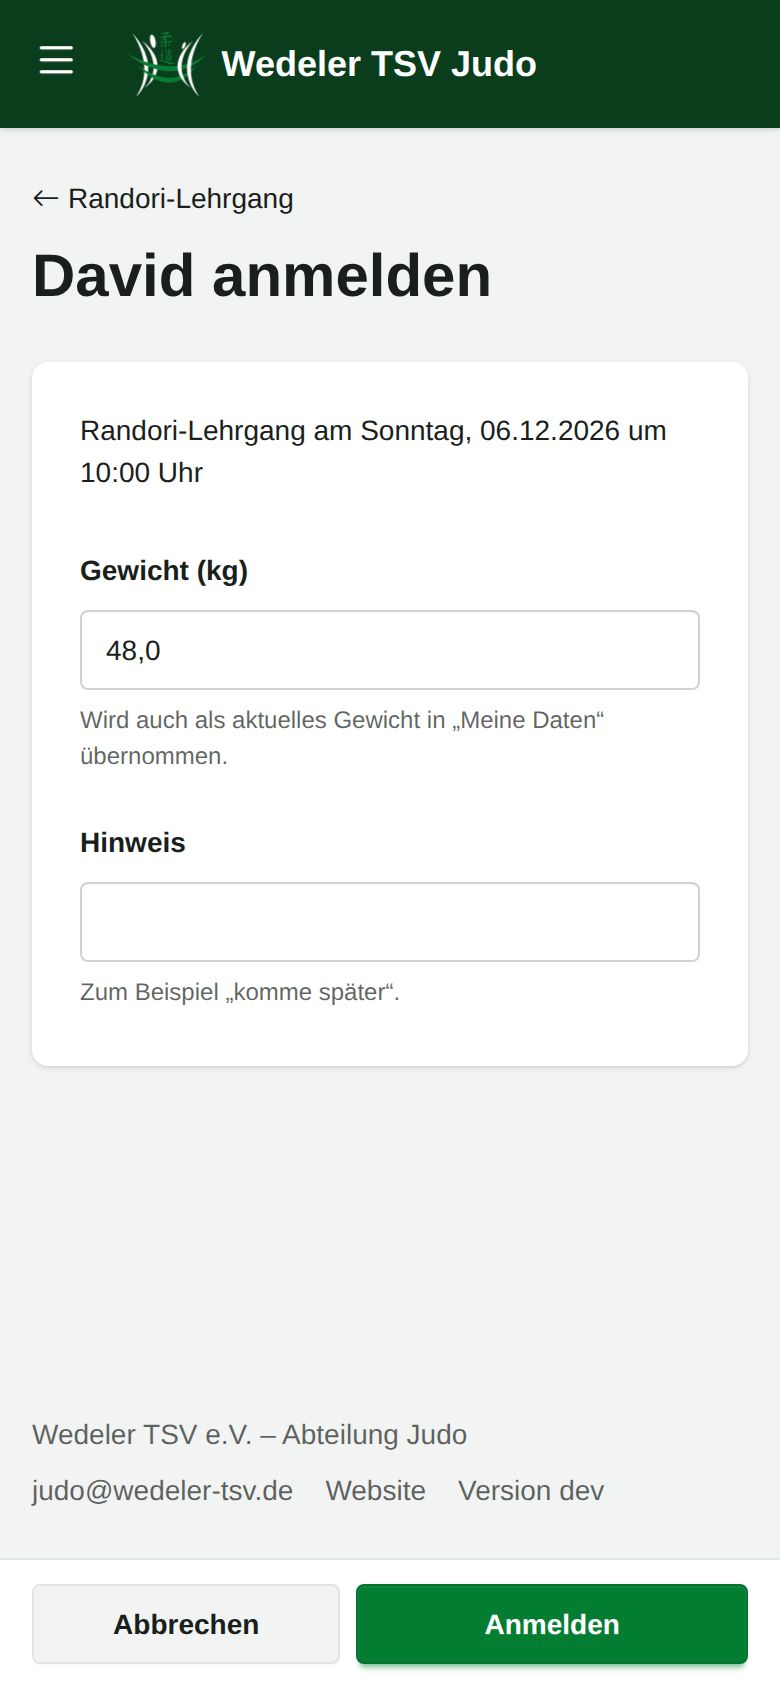 Wedeler TSV Judo
← Randori-Lehrgang
David anmelden
Randori-Lehrgang am Sonntag, 06.12.2026 um
10:00 Uhr
Gewicht (kg)
48,0
Wird auch als aktuelles Gewicht in „Meine Daten“
übernommen.
Hinweis
Zum Beispiel „komme später“.
Wedeler TSV e.V. – Abteilung Judo
judo@wedeler-tsv.de Website Version dev
Abbrechen Anmelden